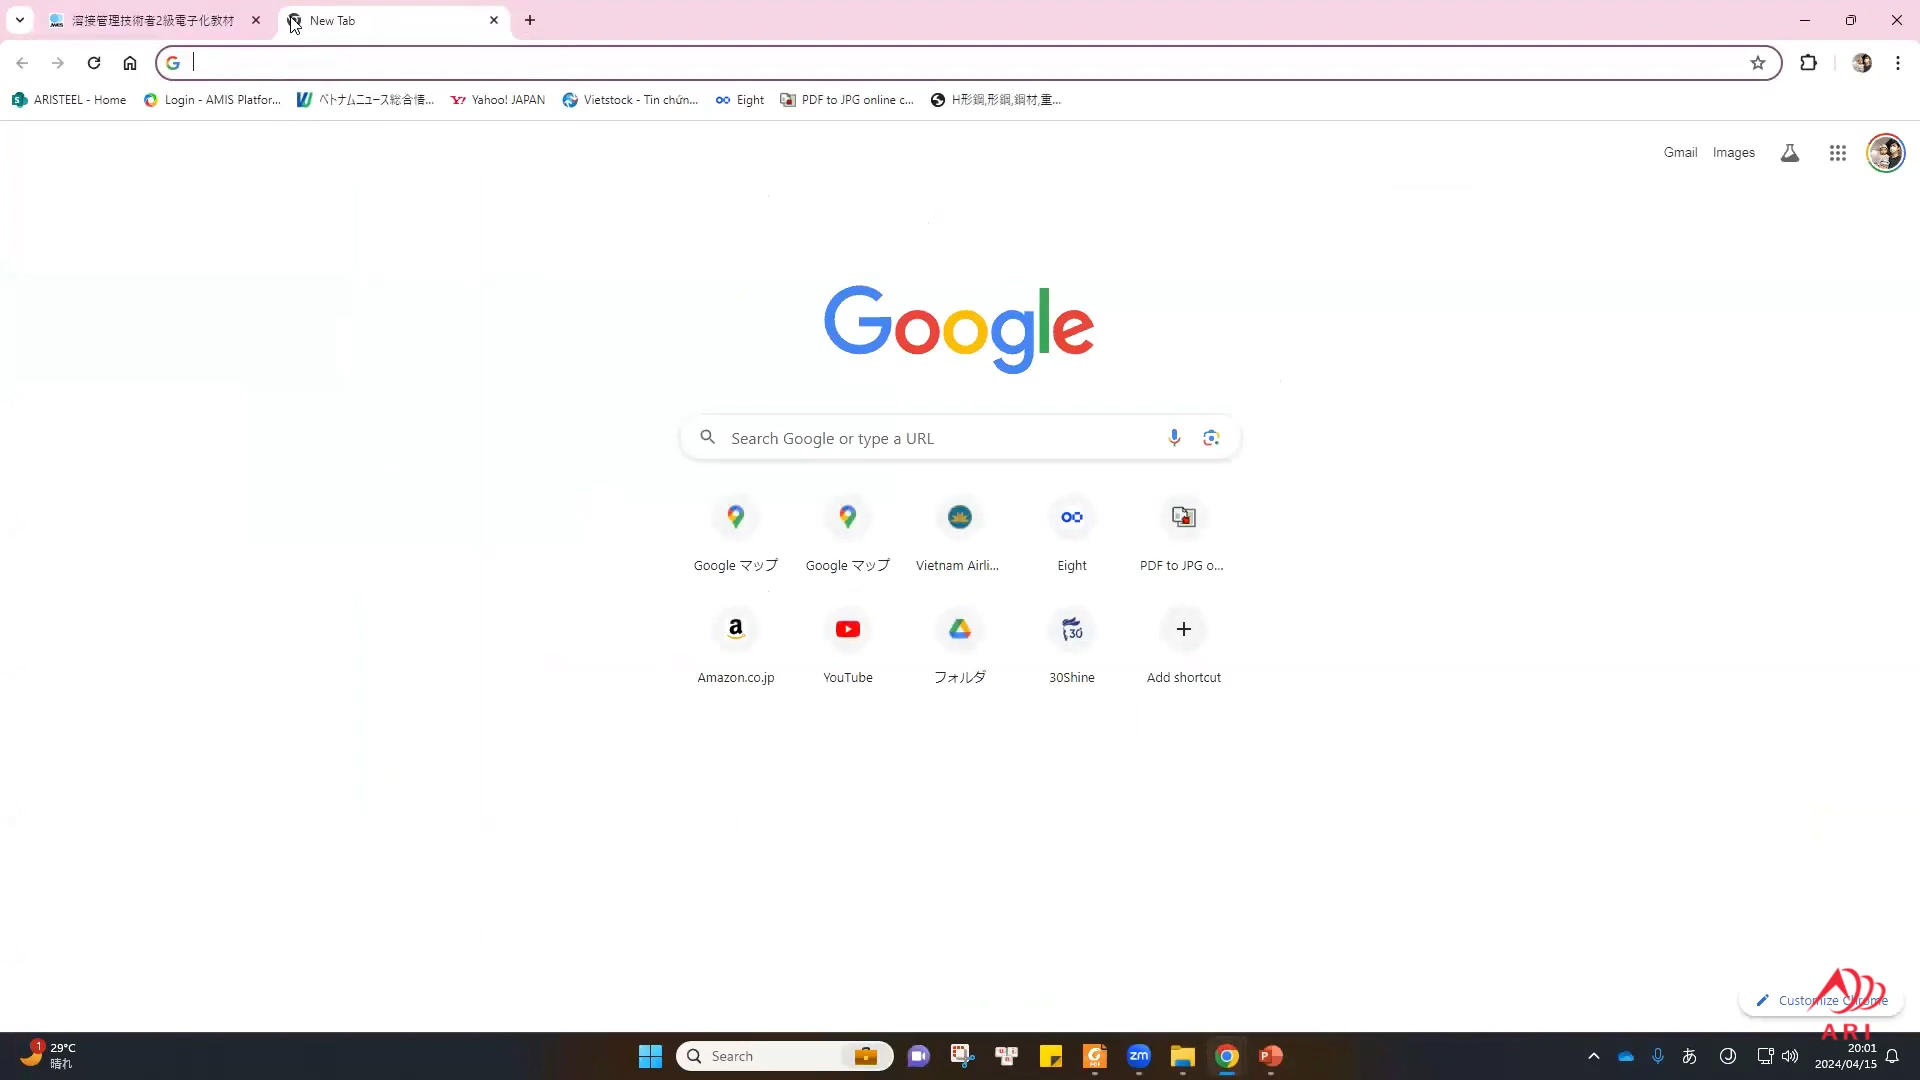 溶接管理技術者2級電子化教材
New Tab
ARISTEEL - Home
Login - AMIS Platfor...
ベトナムニュース総合情...
Yahoo! JAPAN
Vietstock - Tin chứn...
Eight
PDF to JPG online c...
H形鋼,形鋼,鋼材,重...
Gmail
Images
Google
Search Google or type a URL
Google マップ
Google マップ
Vietnam Airli...
Eight
PDF to JPG o...
Amazon.co.jp
YouTube
フォルダ
30Shine
Add shortcut
Customize Chrome
ARI
1
29°C
晴れ
Search
zm
あ
20:01
2024/04/15